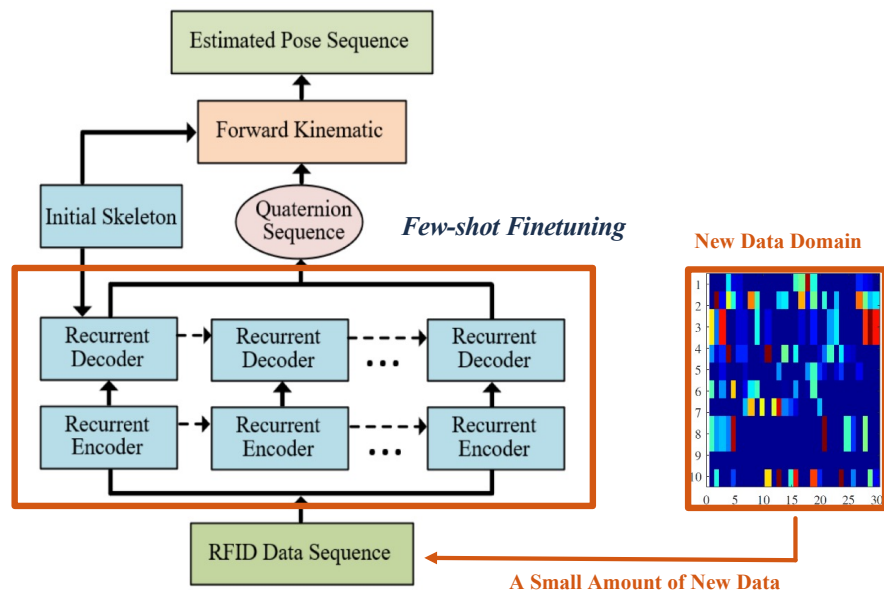 Estimated Pose Sequence
Forward Kinematic
Initial Skeleton
Quaternion
Sequence
Few-shot Finetuning
New Data Domain
Recurrent
Decoder
Recurrent
Decoder
...
Recurrent
Decoder
Recurrent
Encoder
Recurrent
Encoder
...
Recurrent
Encoder
1
2
3
4
5
6
7
8
9
10
0 5 10 15 20 25 30
RFID Data Sequence
A Small Amount of New Data